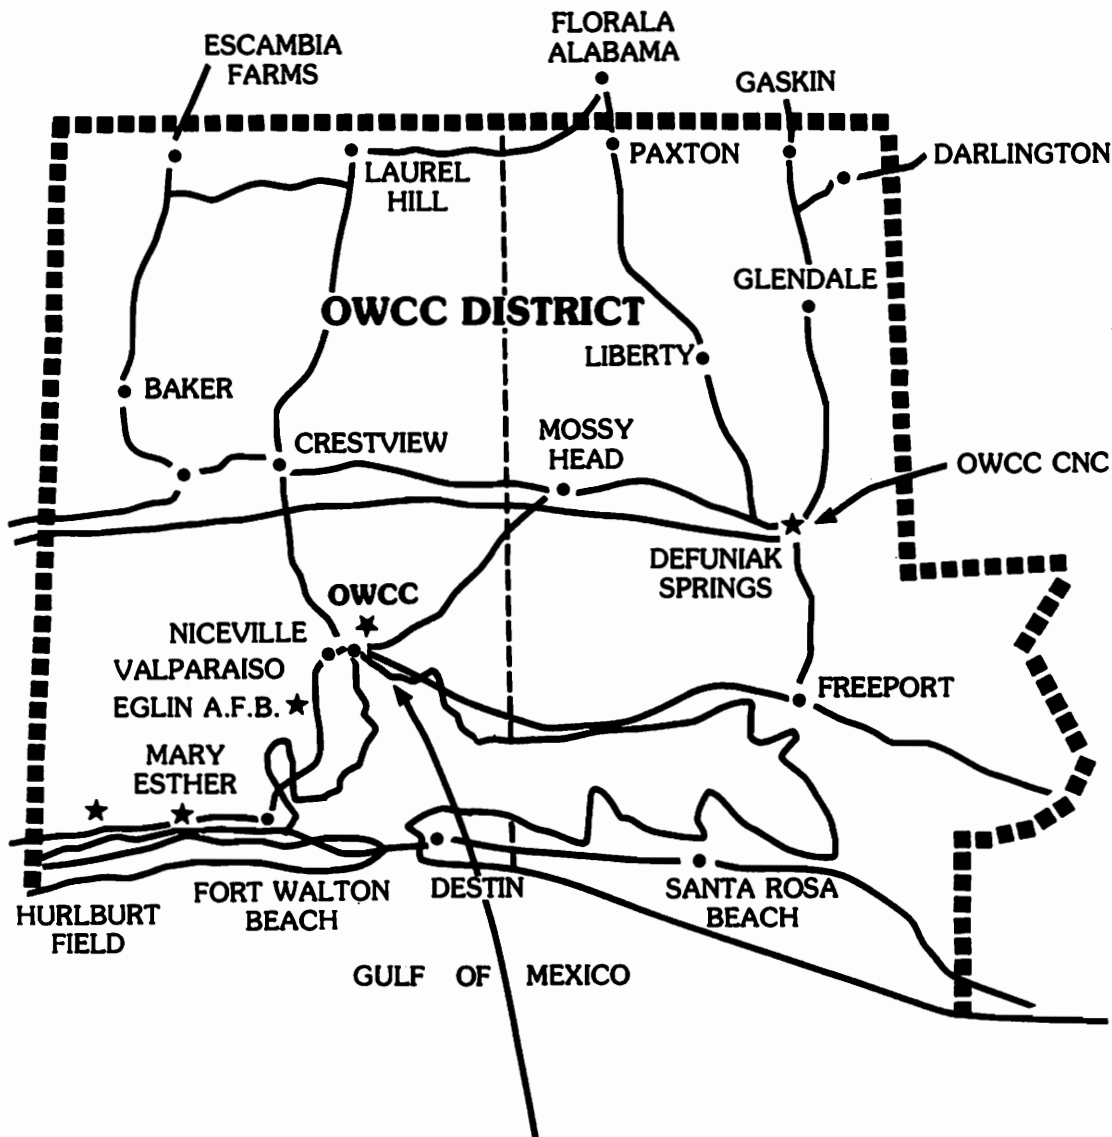 FLORALA
ALABAMA
ESCAMBIA
FARMS
GASKIN
PAXTON
DARLINGTON
LAUREL
HILL
GLENDALE
OWCC DISTRICT
LIBERTY
BAKER
CRESTVIEW
MOSSY
HEAD
OWCC CNC
DEFUNIAK
SPRINGS
OWCC
NICEVILLE
VALPARAISO
EGLIN A.F.B.
FREEPORT
MARY
ESTHER
FORT WALTON
BEACH
DESTIN
SANTA ROSA
BEACH
HURLBURT
FIELD
GULF OF MEXICO